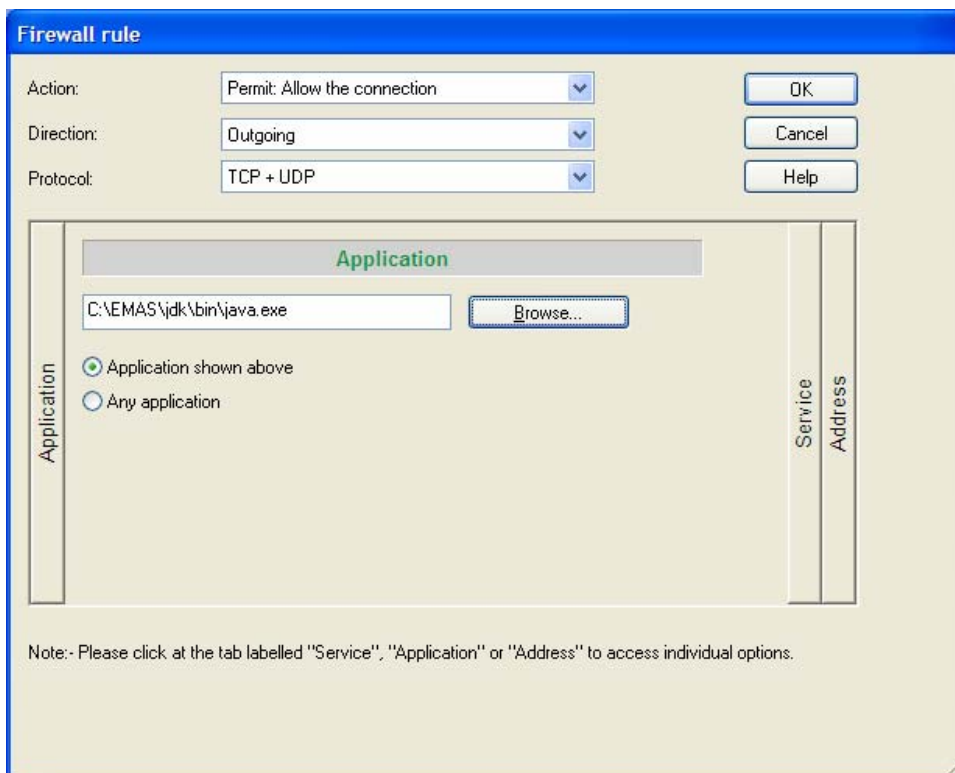 Firewall rule
Action:
Permit: Allow the connection
OK
Direction:
Outgoing
Cancel
Protocol:
TCP + UDP
Help
Application
Application
C:\EMAS\jdk\bin\java.exe
Browse...
Application shown above
Any application
Service
Address
Note:- Please click at the tab labelled "Service", "Application" or "Address" to access individual options.